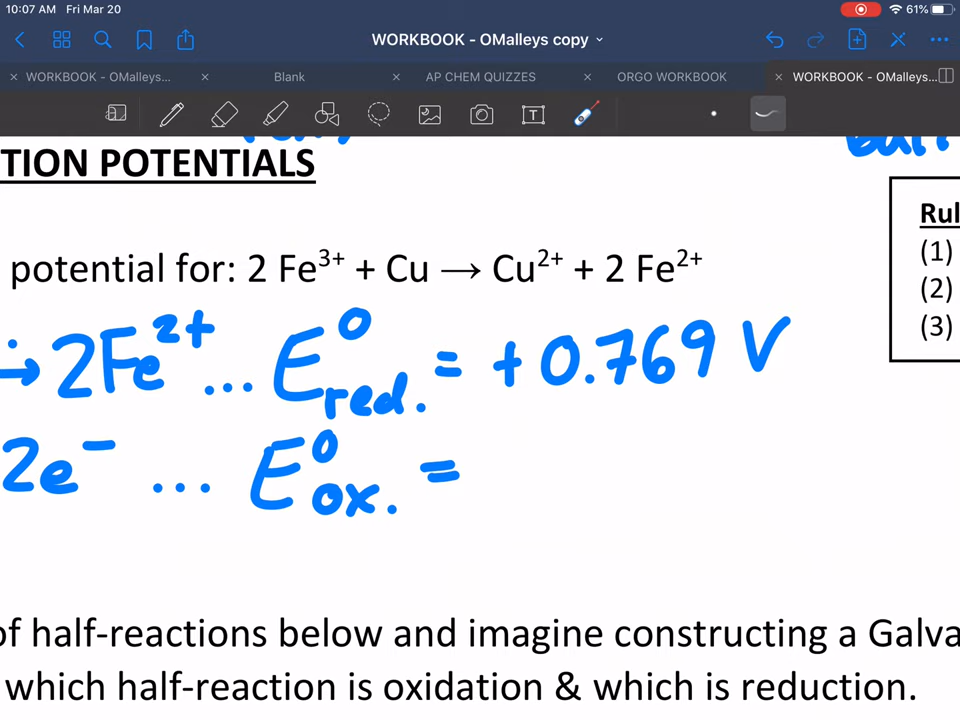 10:07 AM Fri Mar 20 61%
WORKBOOK - OMalleys copy
WORKBOOK - OMalleys... Blank AP CHEM QUIZZES ORGO WORKBOOK WORKBOOK - OMalleys...
TION POTENTIALS
Rul
potential for: 2 Fe³⁺ + Cu → Cu²⁺ + 2 Fe²⁺
(1)
(2)
(3)
→ 2Fe²⁺ ... E⁰red. = +0.769 V
2e⁻ ... E⁰ox. =
of half-reactions below and imagine constructing a Galva
which half-reaction is oxidation & which is reduction.